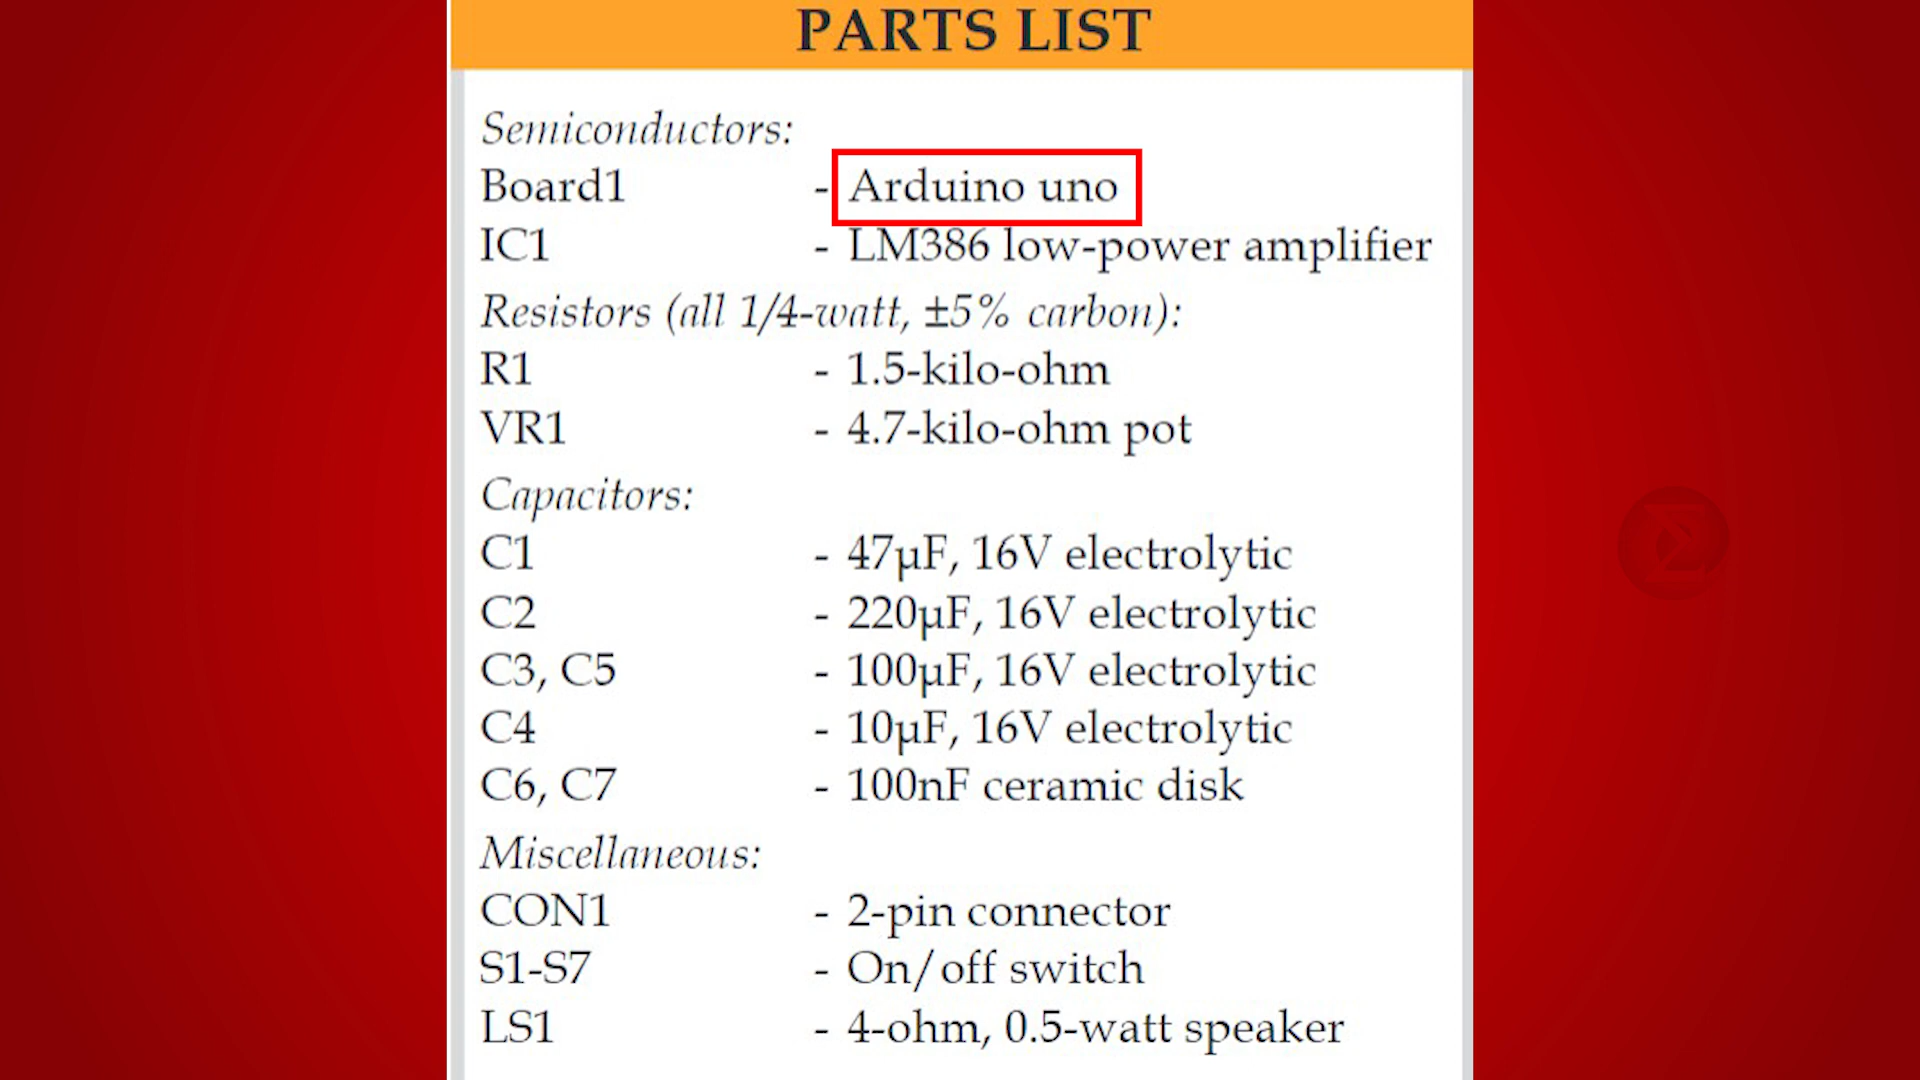 PARTS LIST
Semiconductors:
Board1 - Arduino uno
IC1 - LM386 low-power amplifier
Resistors (all 1/4-watt, ±5% carbon):
R1 - 1.5-kilo-ohm
VR1 - 4.7-kilo-ohm pot
Capacitors:
C1 - 47µF, 16V electrolytic
C2 - 220µF, 16V electrolytic
C3, C5 - 100µF, 16V electrolytic
C4 - 10µF, 16V electrolytic
C6, C7 - 100nF ceramic disk
Miscellaneous:
CON1 - 2-pin connector
S1-S7 - On/off switch
LS1 - 4-ohm, 0.5-watt speaker